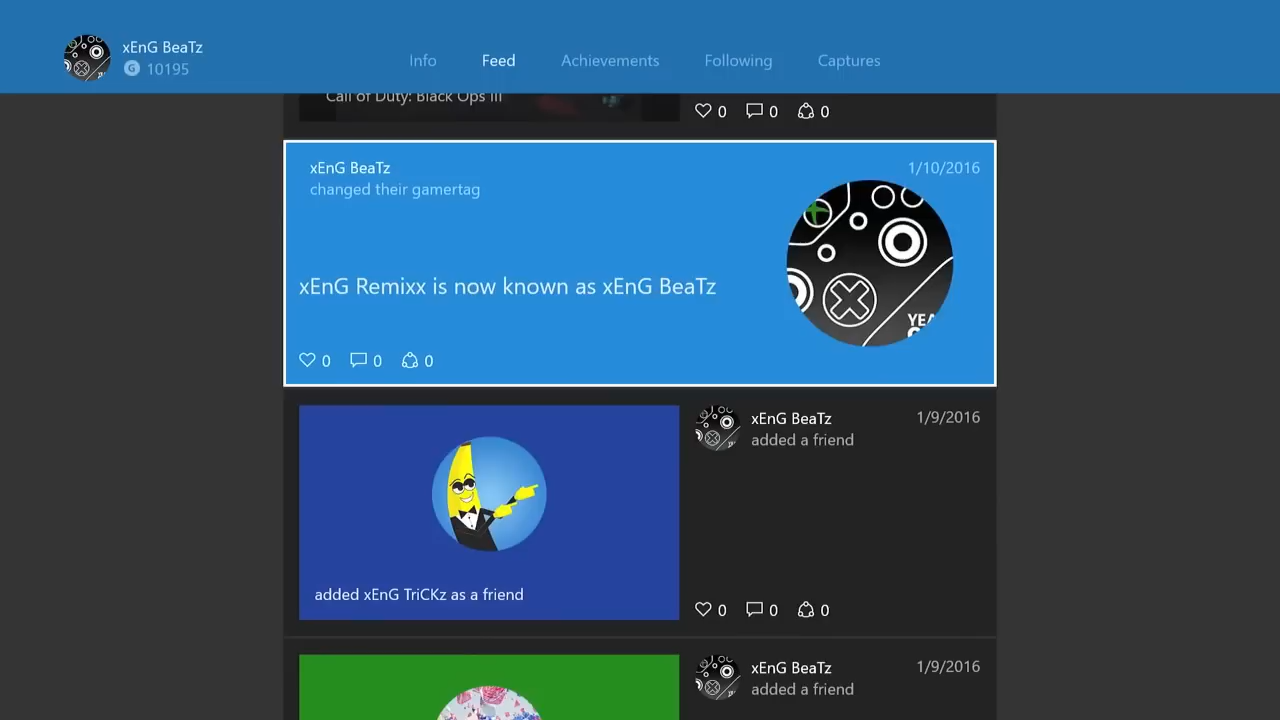 xEnG BeaTz
G 10195
Info Feed Achievements Following Captures
Call of Duty: Black Ops III
0 0 0
xEnG BeaTz 1/10/2016
changed their gamertag
xEnG Remixx is now known as xEnG BeaTz
YEA
0 0 0
xEnG BeaTz 1/9/2016
added a friend
added xEnG TriCKz as a friend
0 0 0
xEnG BeaTz 1/9/2016
added a friend